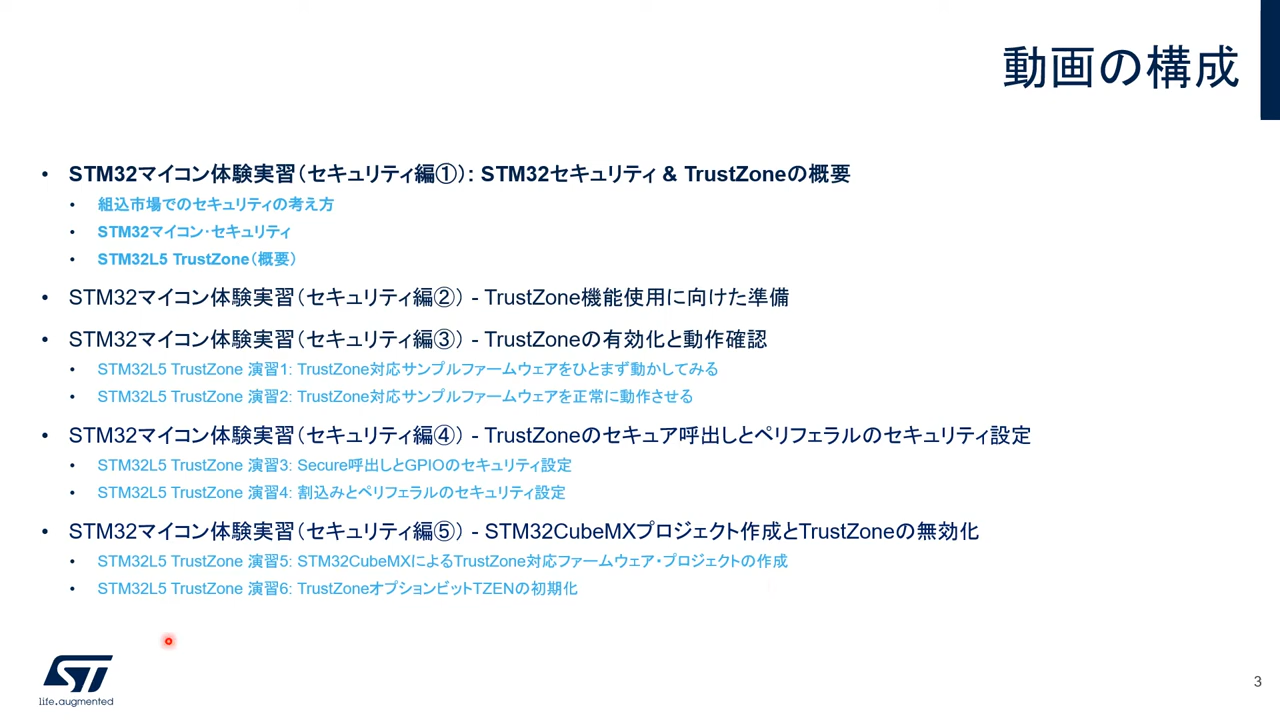 動画の構成
• STM32マイコン体験実習（セキュリティ編①）: STM32セキュリティ & TrustZoneの概要
• 組込市場でのセキュリティの考え方
• STM32マイコン･セキュリティ
• STM32L5 TrustZone（概要）
• STM32マイコン体験実習（セキュリティ編②） - TrustZone機能使用に向けた準備
• STM32マイコン体験実習（セキュリティ編③） - TrustZoneの有効化と動作確認
• STM32L5 TrustZone 演習1: TrustZone対応サンプルファームウェアをひとまず動かしてみる
• STM32L5 TrustZone 演習2: TrustZone対応サンプルファームウェアを正常に動作させる
• STM32マイコン体験実習（セキュリティ編④） - TrustZoneのセキュア呼出しとペリフェラルのセキュリティ設定
• STM32L5 TrustZone 演習3: Secure呼出しとGPIOのセキュリティ設定
• STM32L5 TrustZone 演習4: 割込みとペリフェラルのセキュリティ設定
• STM32マイコン体験実習（セキュリティ編⑤） - STM32CubeMXプロジェクト作成とTrustZoneの無効化
• STM32L5 TrustZone 演習5: STM32CubeMXによるTrustZone対応ファームウェア・プロジェクトの作成
• STM32L5 TrustZone 演習6: TrustZoneオプションビットTZENの初期化
ST
life.augmented
3